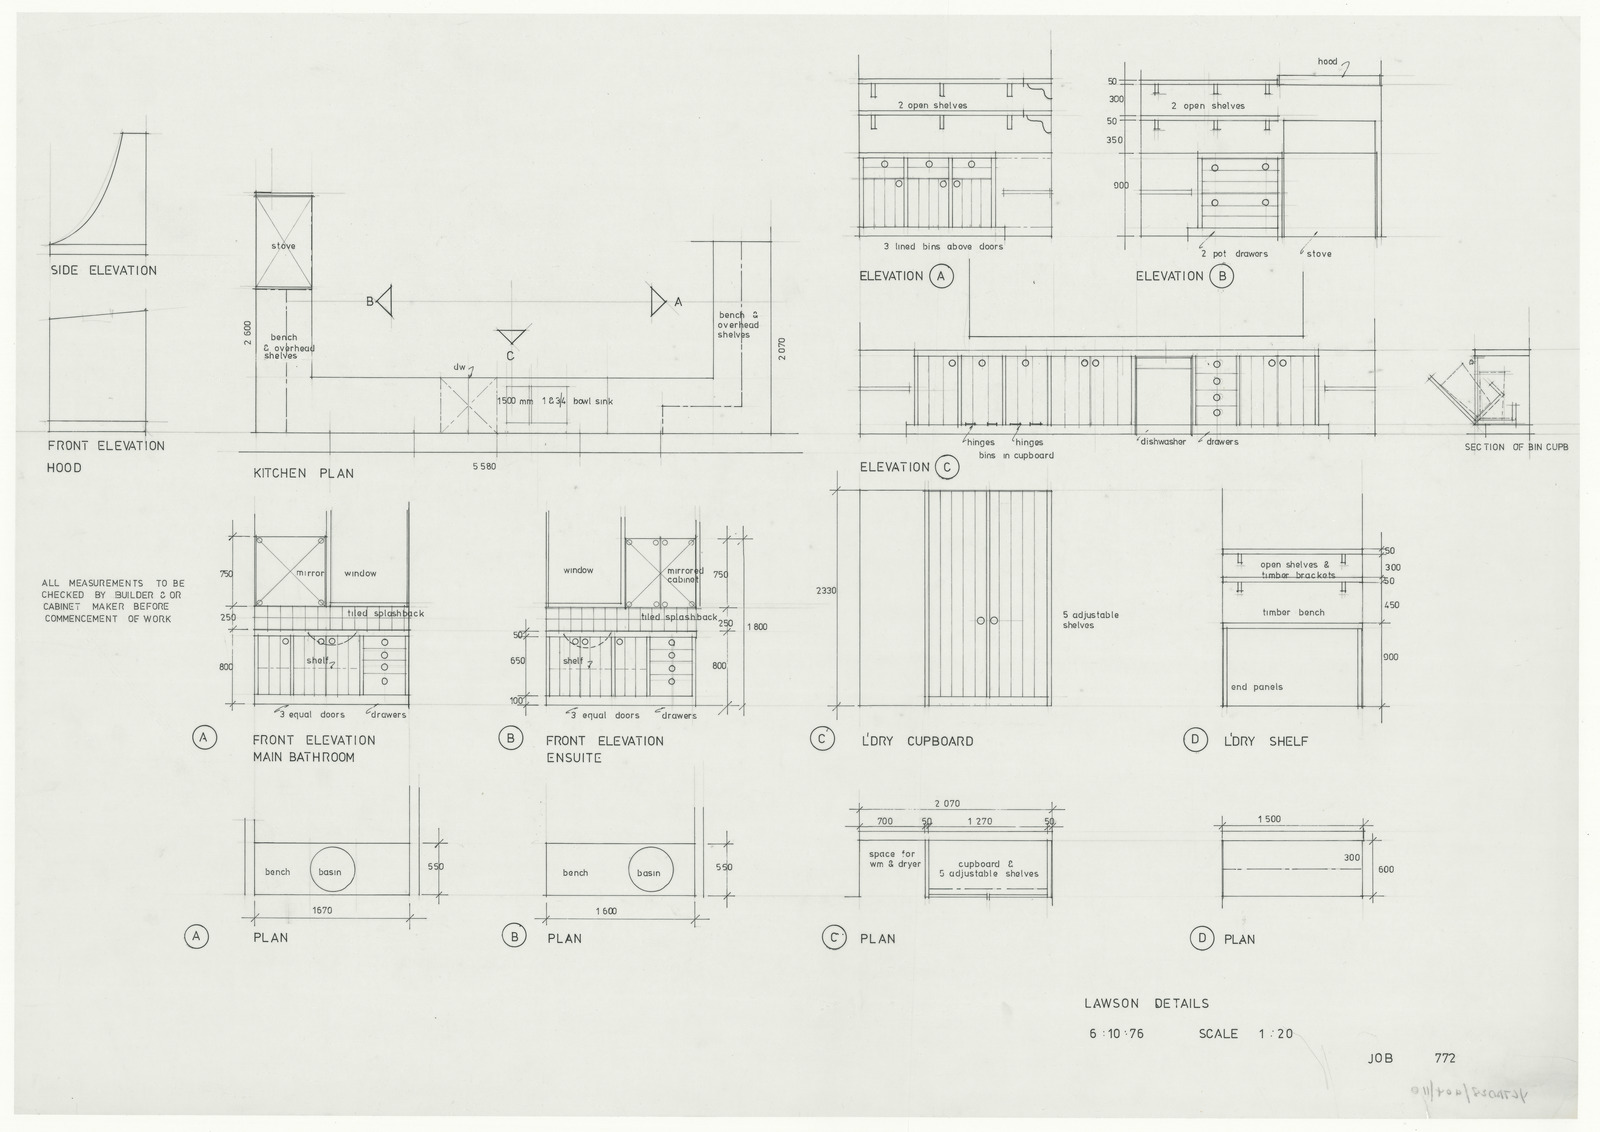 SIDE ELEVATION
FRONT ELEVATION
HOOD
stove
2 600
bench
& overhead
shelves
B
A
C
dw
1500 mm 1 & 3/4 bowl sink
bench &
overhead
shelves
2 070
KITCHEN PLAN
5 580
2 open shelves
3 lined bins above doors
ELEVATION A
hood
50
300
50
350
900
2 open shelves
2 pot drawers
stove
ELEVATION B
hinges
hinges
bins in cupboard
dishwasher
drawers
ELEVATION C
SECTION OF BIN CUPB
ALL MEASUREMENTS TO BE
CHECKED BY BUILDER & OR
CABINET MAKER BEFORE
COMMENCEMENT OF WORK
750
250
800
mirror
window
tiled splashback
shelf
3 equal doors
drawers
A
FRONT ELEVATION
MAIN BATHROOM
window
mirrored
cabinet
tiled splashback
50
650
100
750
250
800
1 800
shelf
3 equal doors
drawers
B
FRONT ELEVATION
ENSUITE
2330
5 adjustable
shelves
C
L'DRY CUPBOARD
open shelves &
timber brackets
timber bench
end panels
50
300
50
450
900
D
L'DRY SHELF
bench
basin
550
1670
A
PLAN
bench
basin
550
1 600
B
PLAN
2 070
700
50
1 270
50
space for
wm & dryer
cupboard &
5 adjustable shelves
C
PLAN
1 500
300
600
D
PLAN
LAWSON DETAILS
6 : 10 : 76 SCALE 1 : 20
JOB 772